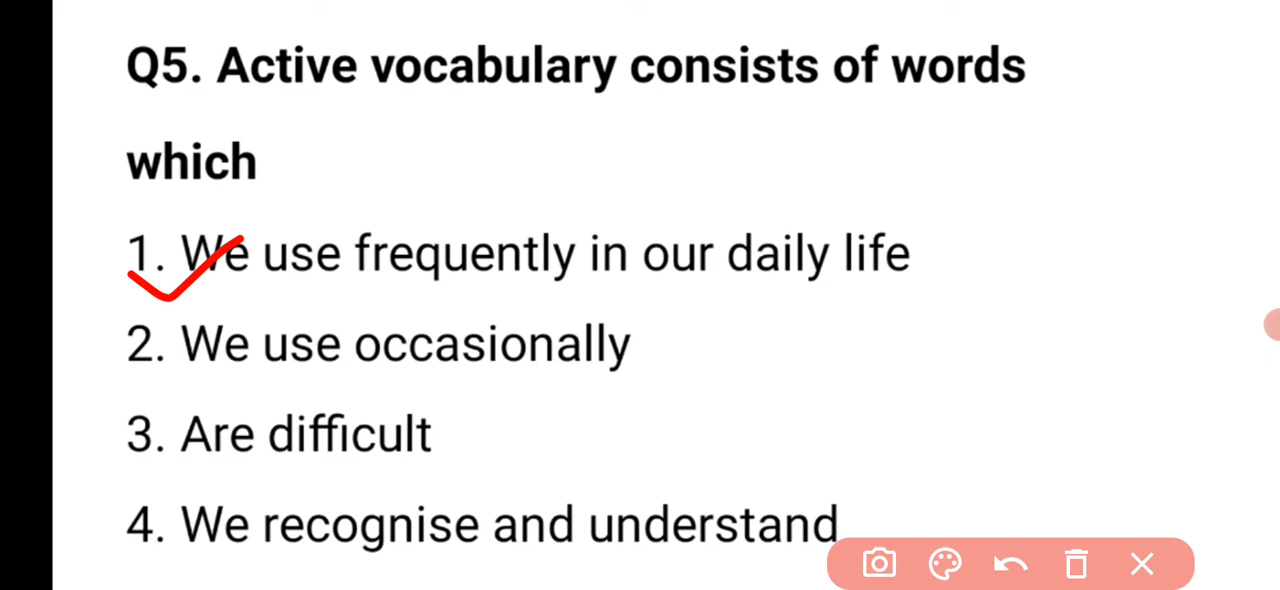 Q5. Active vocabulary consists of words
which
1. We use frequently in our daily life
2. We use occasionally
3. Are difficult
4. We recognise and understand